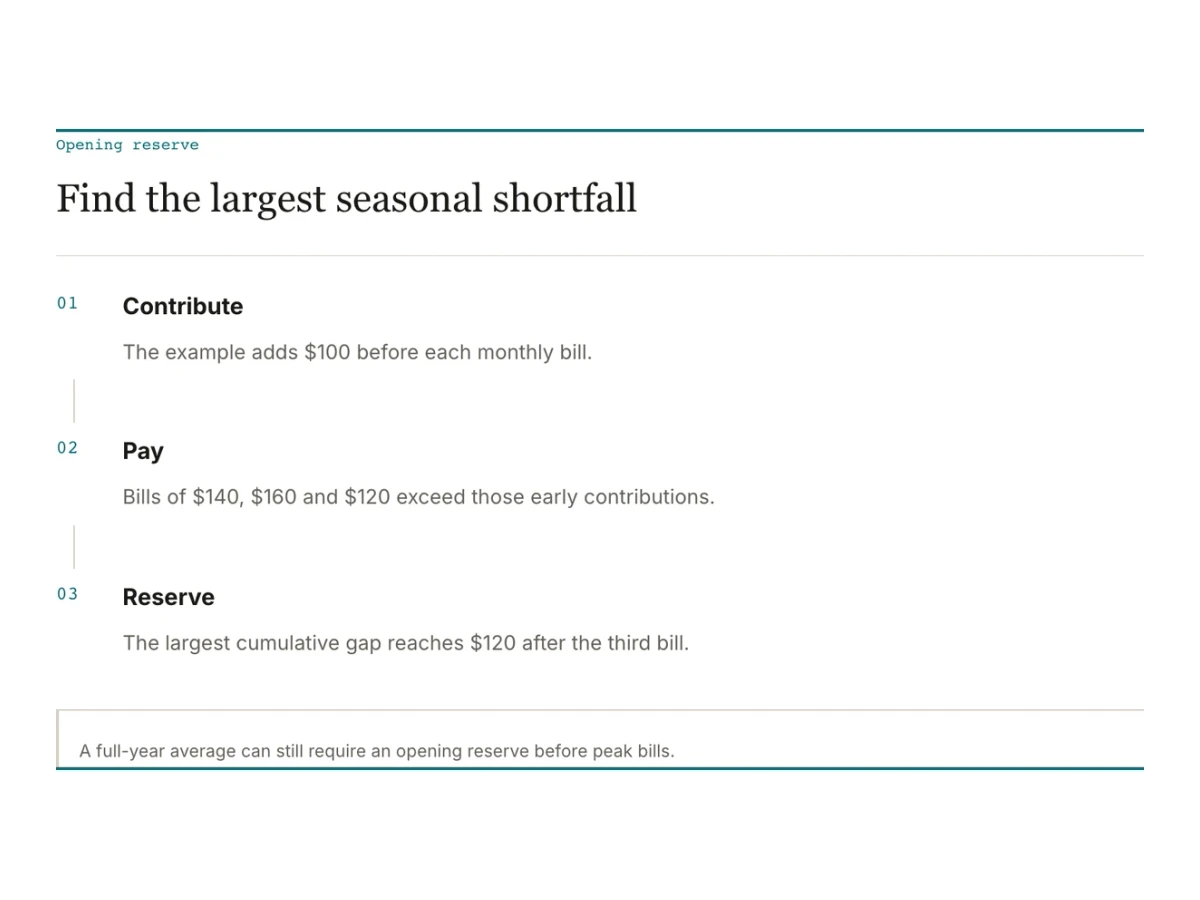 Opening reserve
Find the largest seasonal shortfall
01
Contribute
The example adds $100 before each monthly bill.
02
Pay
Bills of $140, $160 and $120 exceed those early contributions.
03
Reserve
The largest cumulative gap reaches $120 after the third bill.
A full-year average can still require an opening reserve before peak bills.